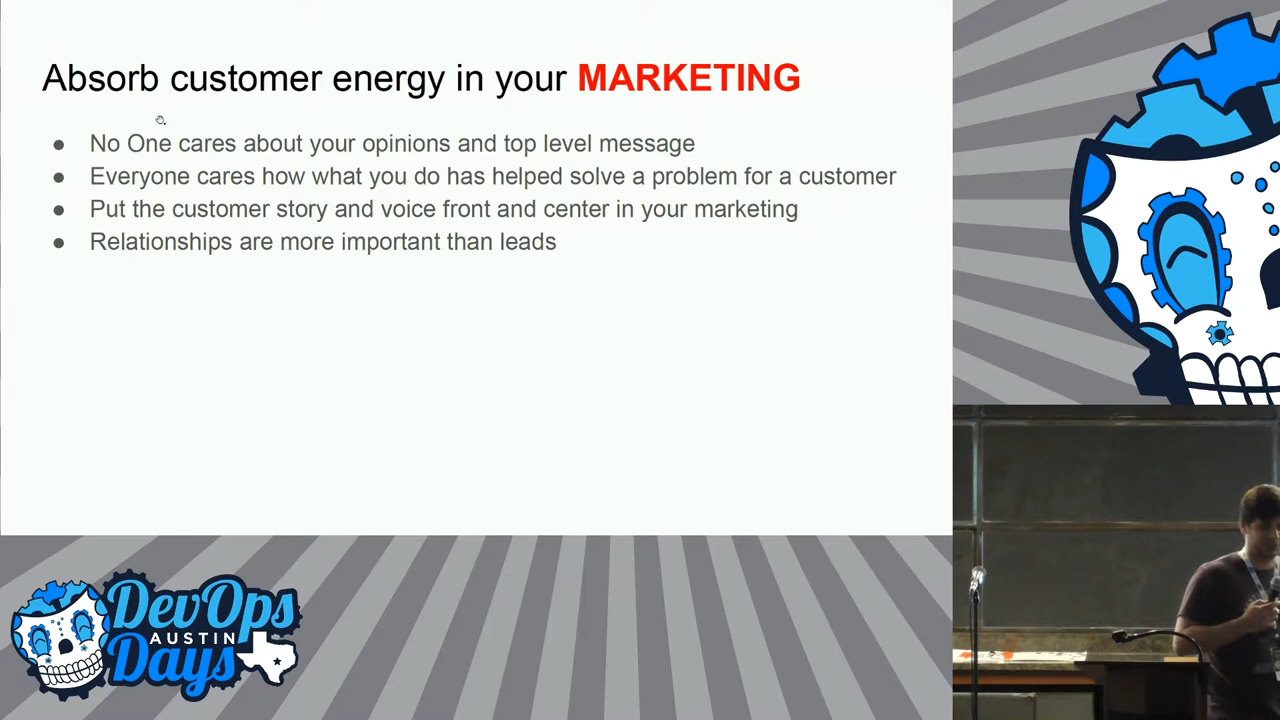 Absorb customer energy in your MARKETING
● No One cares about your opinions and top level message
● Everyone cares how what you do has helped solve a problem for a customer
● Put the customer story and voice front and center in your marketing
● Relationships are more important than leads
DevOps
AUSTIN
Days